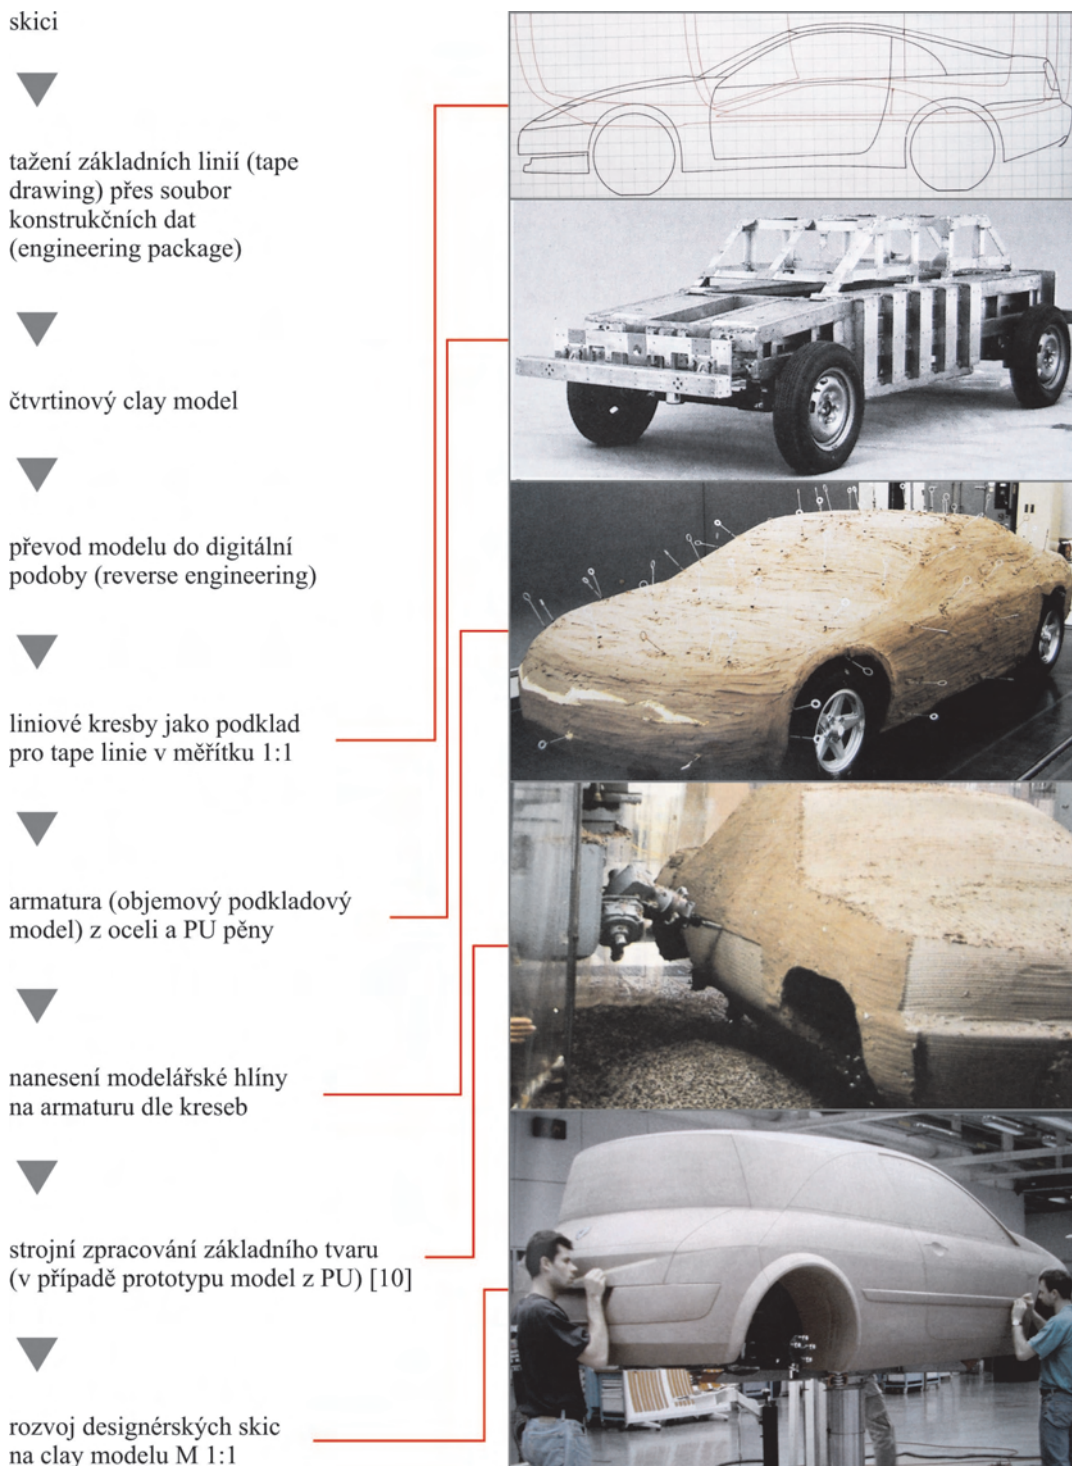 skici
tažení základních linií (tape
drawing) přes soubor
konstrukčních dat
(engineering package)
čtvrtinový clay model
převod modelu do digitální
podoby (reverse engineering)
liniové kresby jako podklad
pro tape linie v měřítku 1:1
armatura (objemový podkladový
model) z oceli a PU pěny
nanesení modelářské hlíny
na armaturu dle kreseb
strojní zpracování základního tvaru
(v případě prototypu model z PU) [10]
rozvoj designérských skic
na clay modelu M 1:1